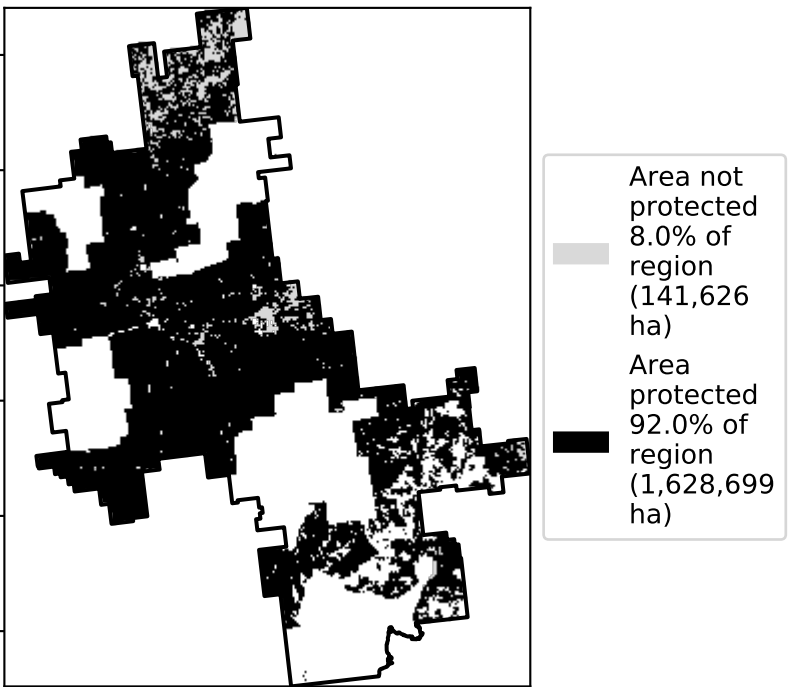 Area not
protected
8.0% of
region
(141,626
ha)
Area
protected
92.0% of
region
(1,628,699
ha)